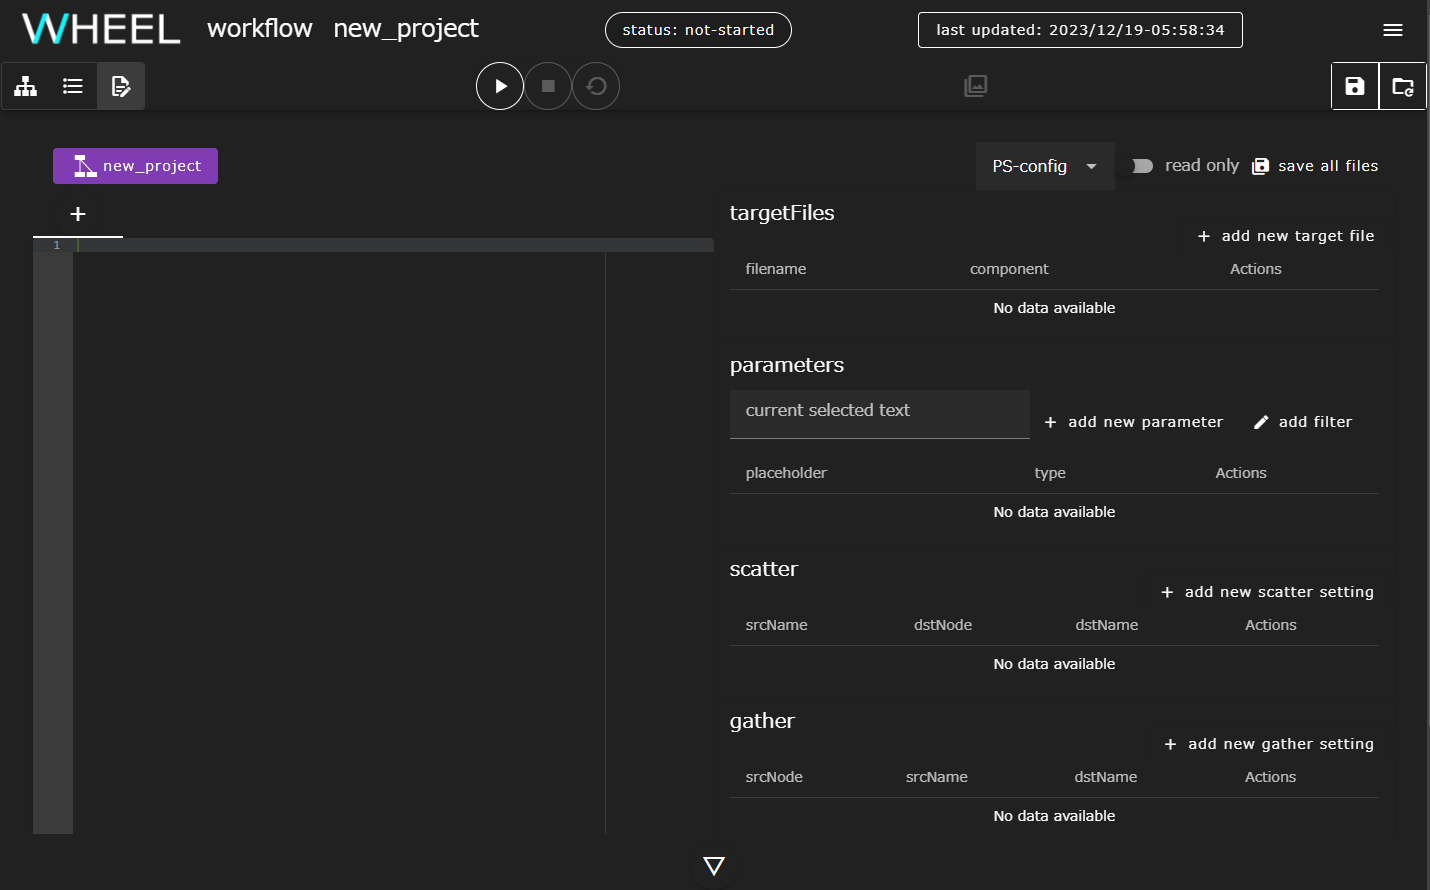 WHEEL workflow new_project status: not-started last updated: 2023/12/19-05:58:34
new_project PS-config read only save all files
targetFiles
add new target file
filename component Actions
No data available
1
parameters
current selected text add new parameter add filter
placeholder type Actions
No data available
scatter
add new scatter setting
srcName dstNode dstName Actions
No data available
gather
add new gather setting
srcNode srcName dstName Actions
No data available